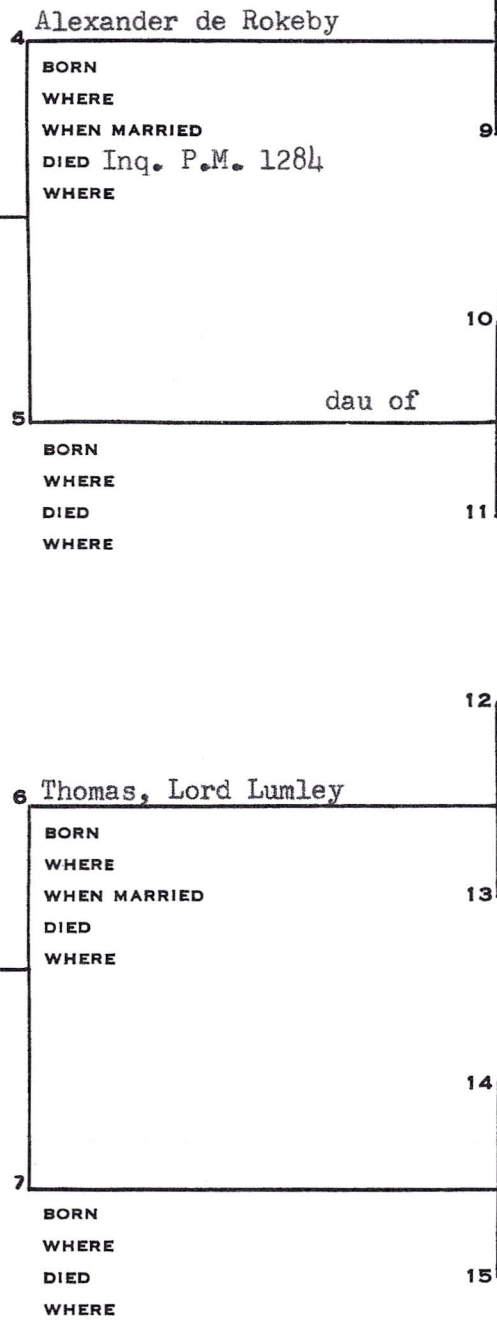 4 Alexander de Rokeby
BORN
WHERE
WHEN MARRIED 9
DIED Inq. P.M. 1284
WHERE
10
dau of
5
BORN
WHERE
DIED 11
WHERE
12
6 Thomas, Lord Lumley
BORN
WHERE
WHEN MARRIED 13
DIED
WHERE
14
7
BORN
WHERE
DIED 15
WHERE